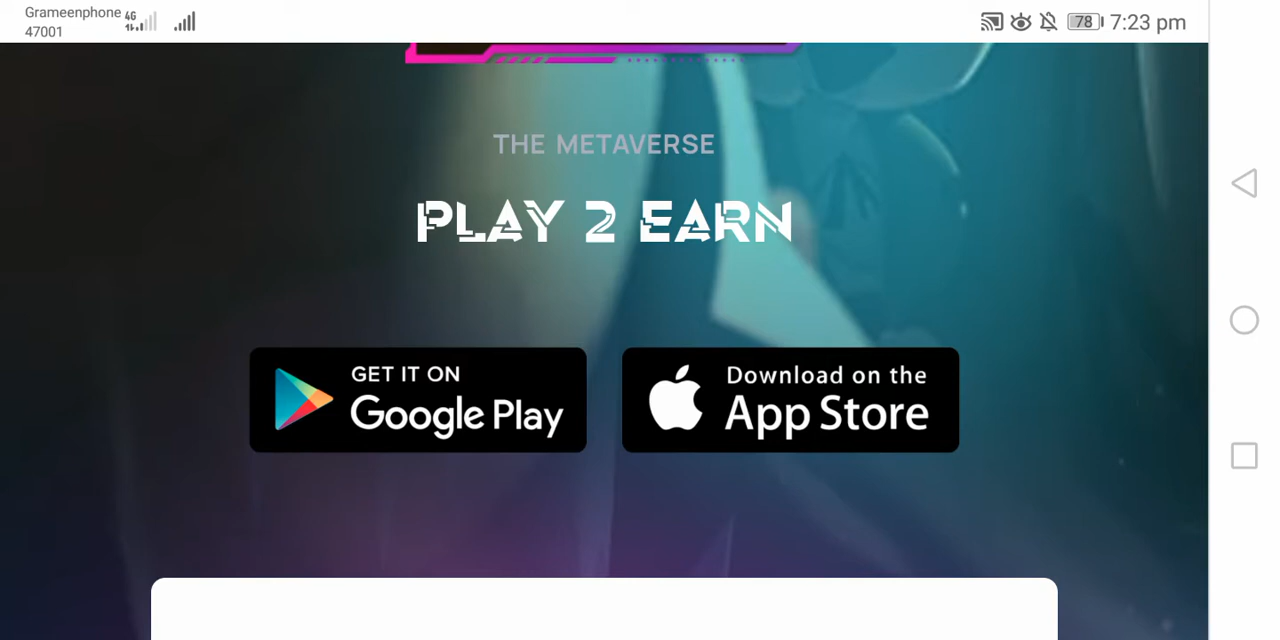 Grameenphone 4G
47001
78 7:23 pm
THE METAVERSE
PLAY 2 EARN
GET IT ON
Google Play
Download on the
App Store